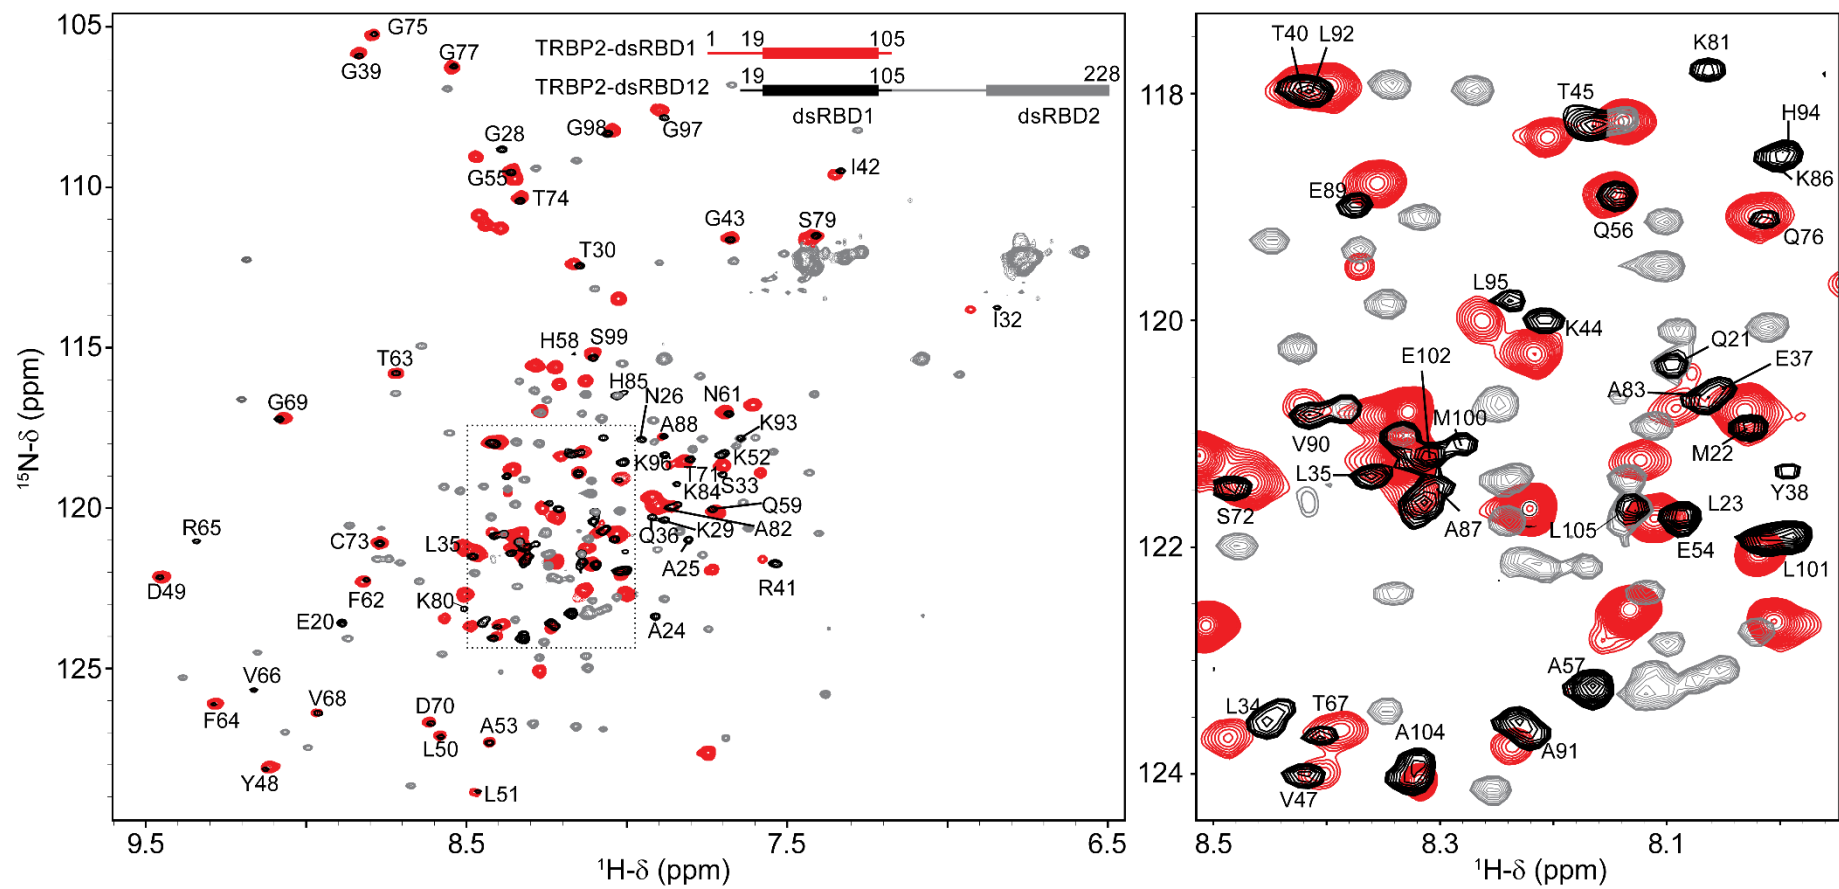 105
110
115
120
125
¹⁵N-δ (ppm)
9.5
8.5
7.5
6.5
¹H-δ (ppm)
1 19 105
TRBP2-dsRBD1
19 105 228
TRBP2-dsRBD12
dsRBD1 dsRBD2
G75
G39
G77
G28
G98
G97
G55
T74
I42
G43
S79
T30
I32
H58
S99
T63
H85
N26
N61
G69
A88
K93
K96
T71
K52
S33
K84
Q59
R65
C73
L35
Q36
K29
A82
A25
D49
F62
K80
R41
E20
A24
V66
V68
F64
D70
A53
L50
Y48
L51
118
120
122
124
8.5
8.3
8.1
¹H-δ (ppm)
T40
L92
K81
T45
H94
K86
E89
Q56
Q76
L95
K44
Q21
E102
E37
A83
M100
V90
M22
L35
Y38
S72
A87
L105
L23
E54
L101
A57
L34
T67
A104
A91
V47